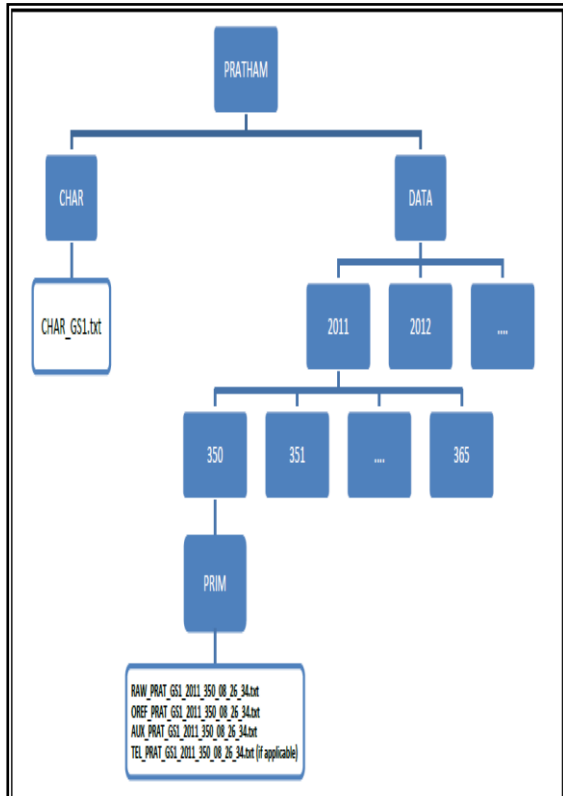 PRATHAM
CHAR
DATA
CHAR_GS1.txt
2011
2012
....
350
351
....
365
PRIM
RAW_PRAT_GS1_2011_350_08_26_34.txt
OREF_PRAT_GS1_2011_350_08_26_34.txt
AUX_PRAT_GS1_2011_350_08_26_34.txt
TEL_PRAT_GS1_2011_350_08_26_34.txt (if applicable)